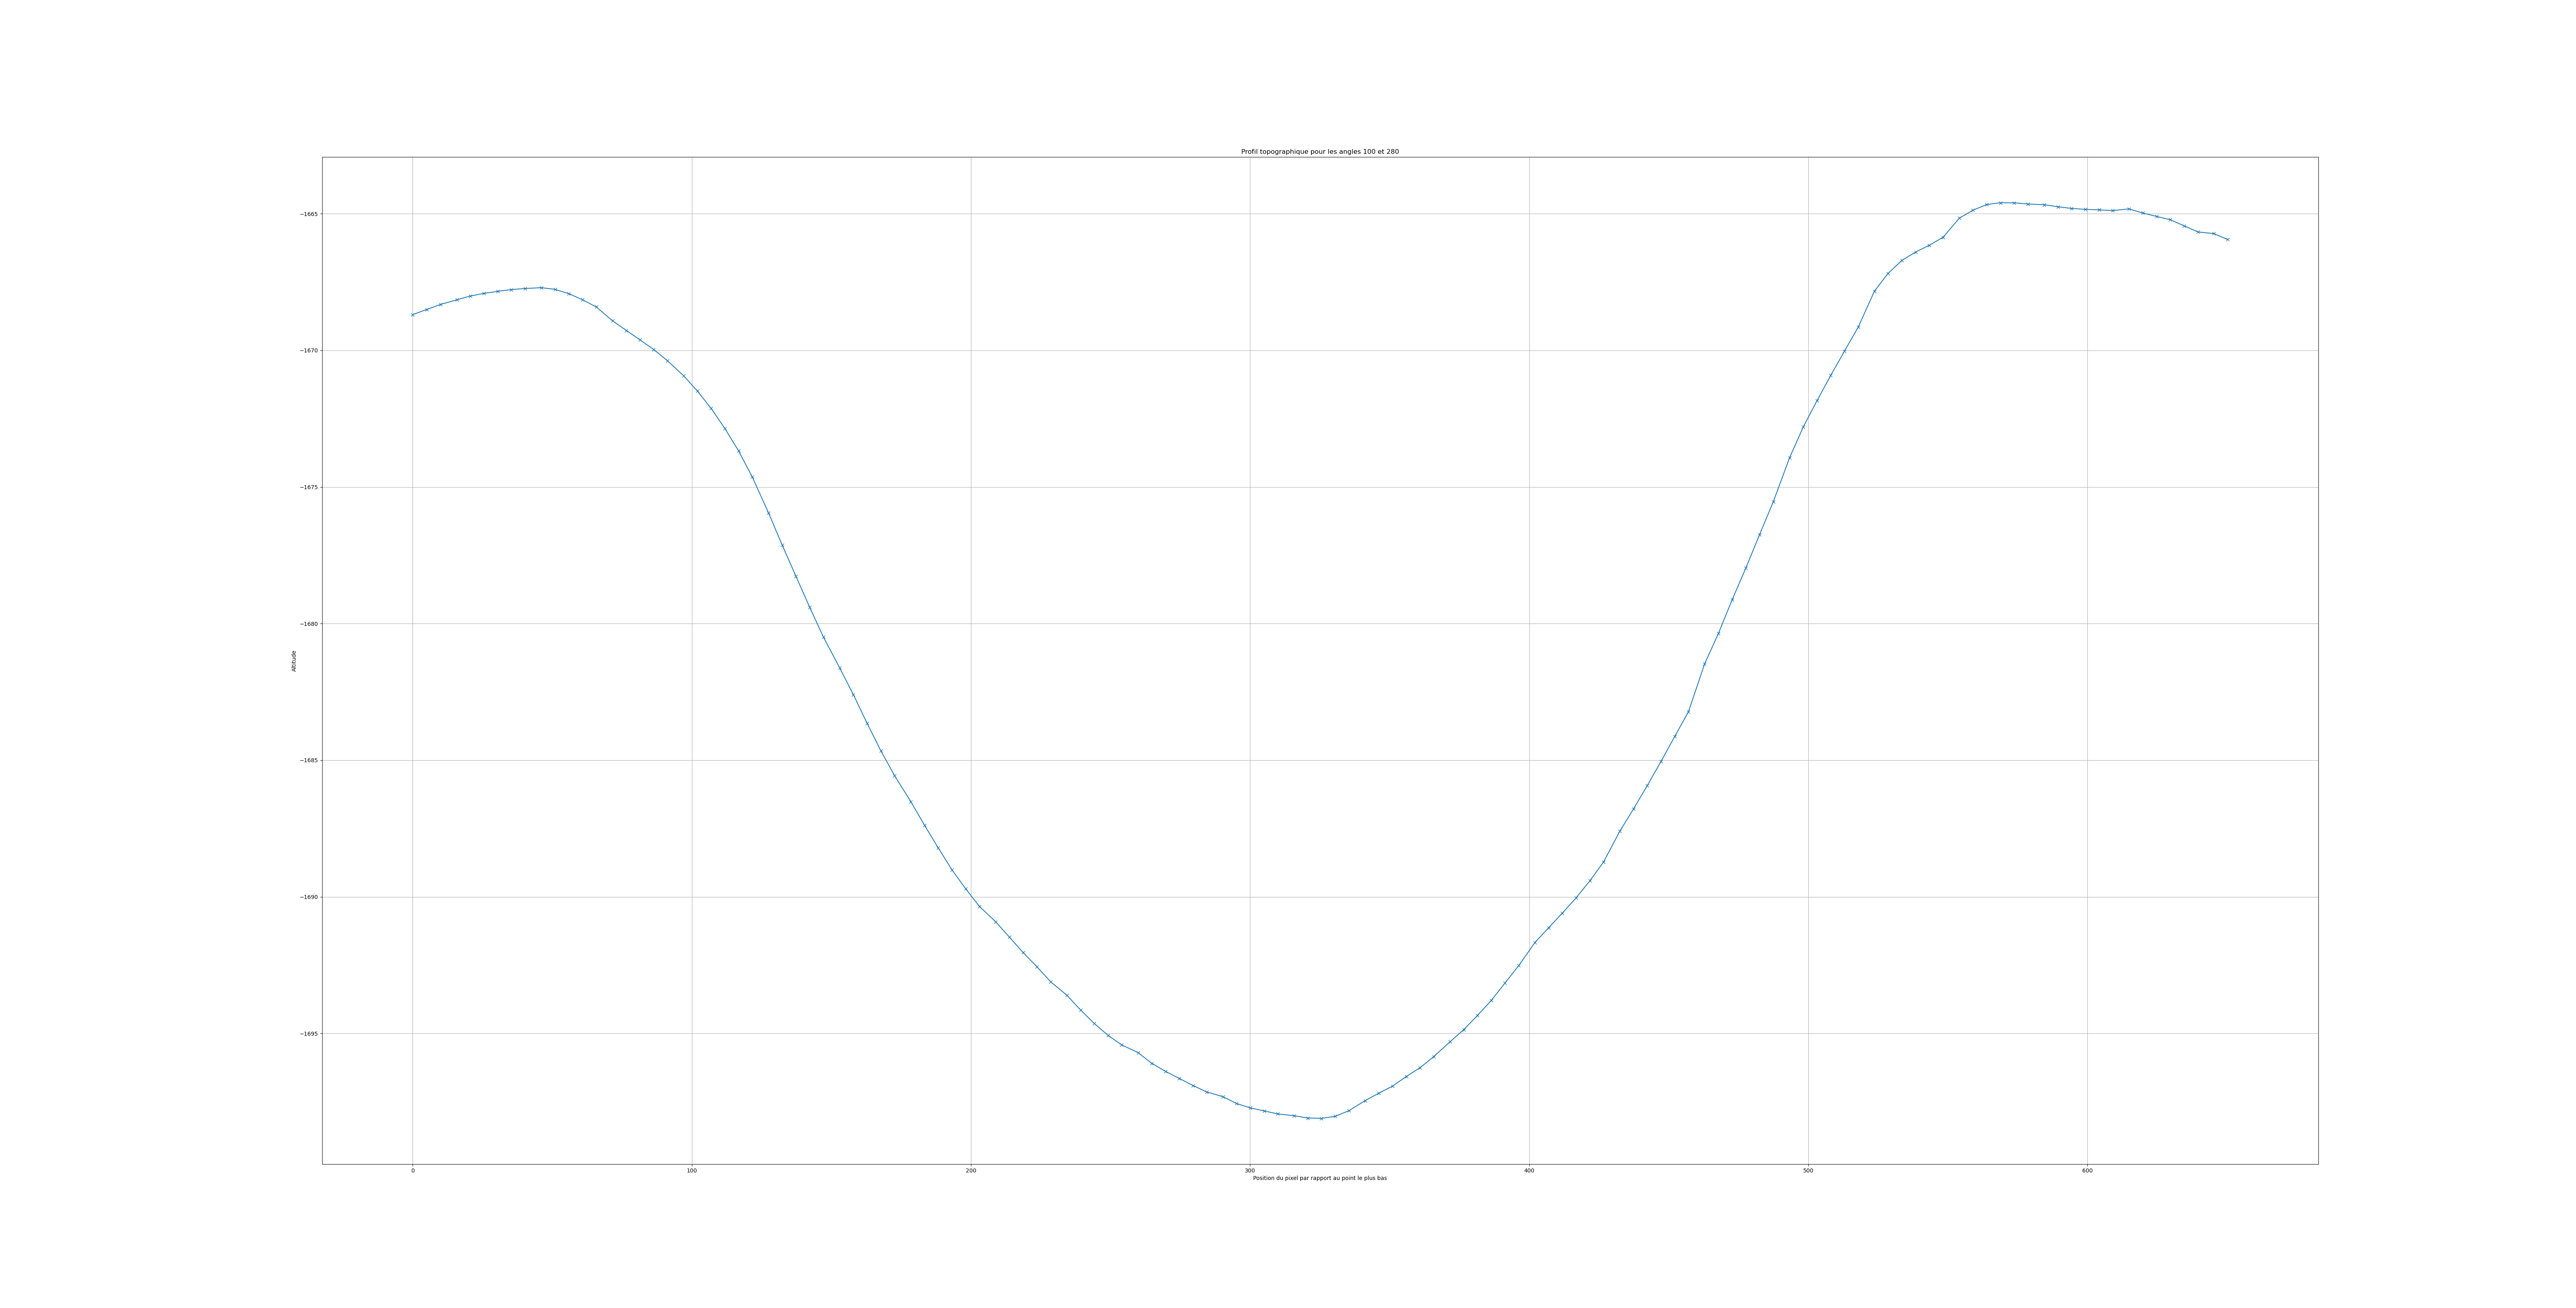 Profil topographique pour les angles 100 et 280
−1665
−1670
−1675
−1680
Altitude
−1685
−1690
−1695
0 100 200 300 400 500 600
Position du pixel par rapport au point le plus bas